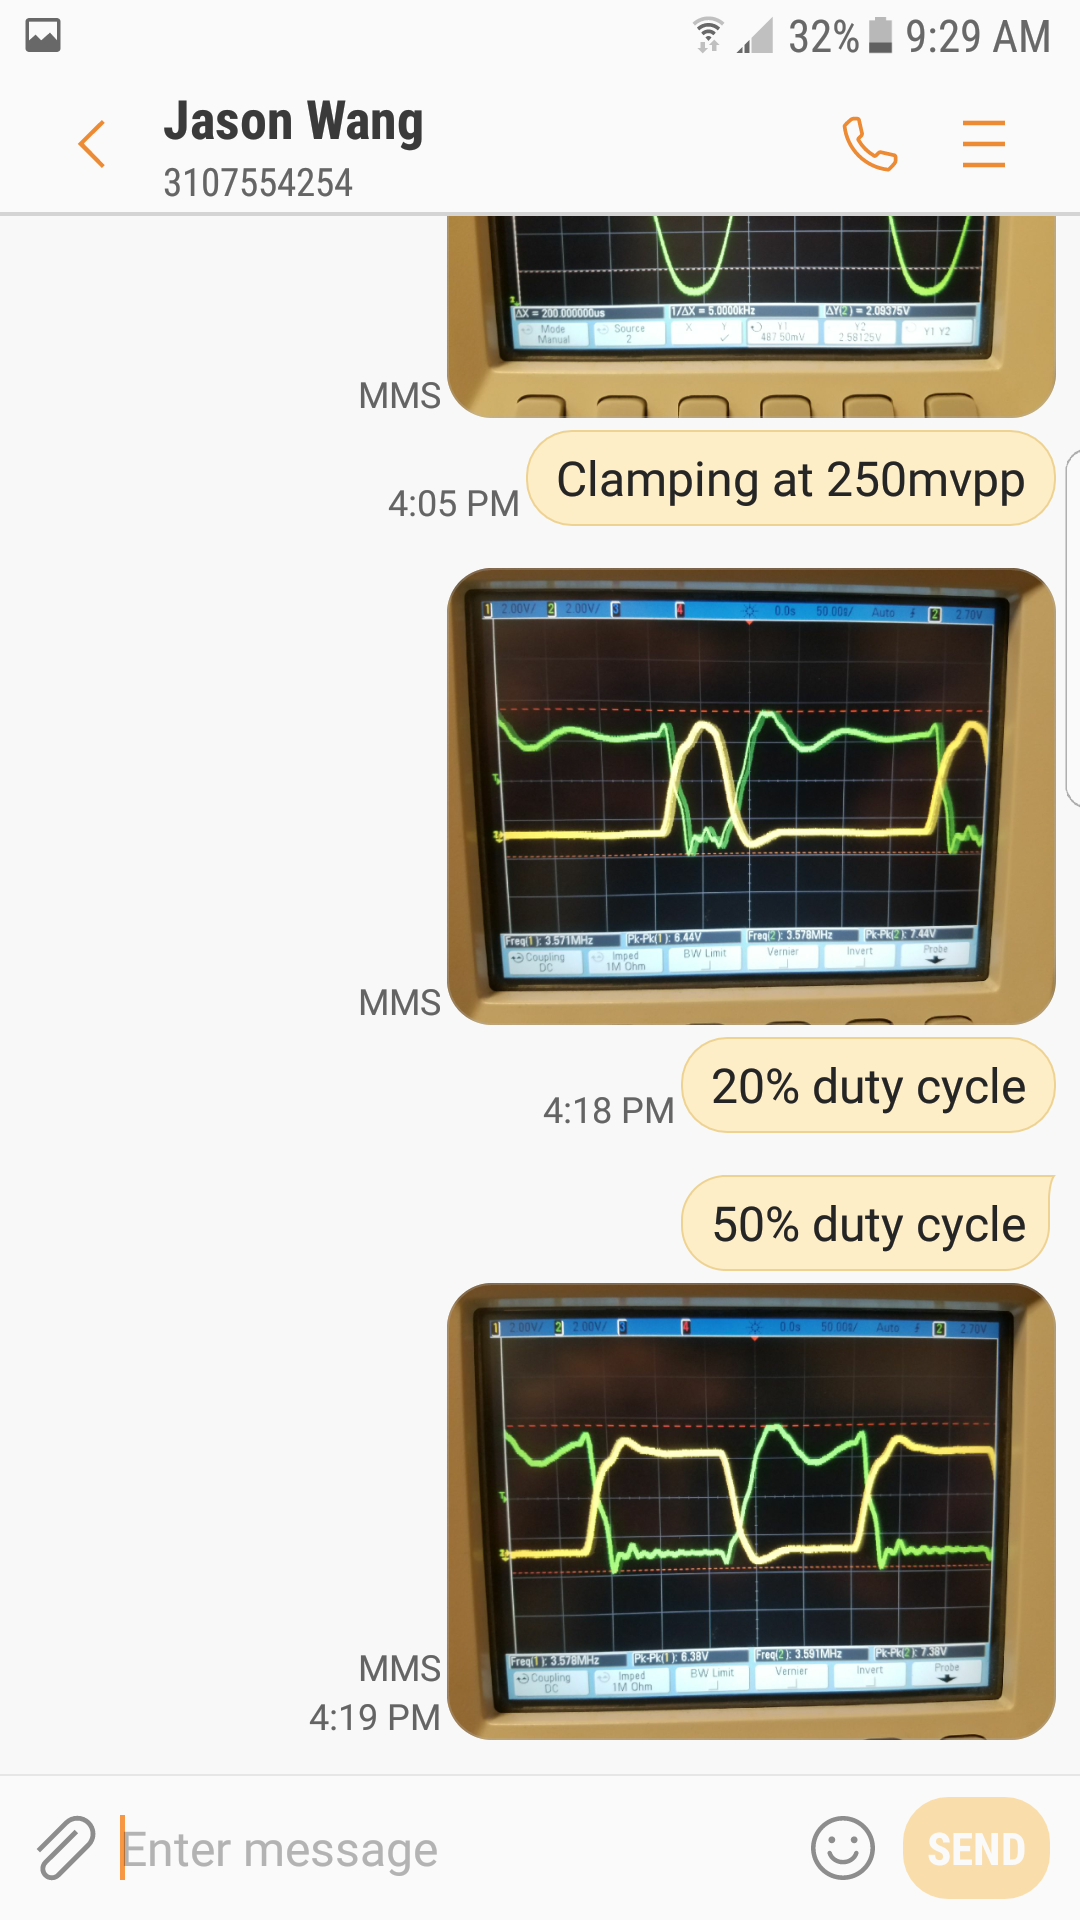 32% 9:29 AM
Jason Wang
3107554254
ΔX = 200.000000us 1/ΔX = 5.0000kHz ΔY(2) = 2.09375V
Mode Source X Y Y1 Y2 Y1 Y2
Manual 2 487.50mV 2.58125V
MMS
Clamping at 250mvpp
4:05 PM
1 2.00V/ 2 2.00V/ 3 4 0.0s 50.00s/ Auto 2 2.70V
Freq(1): 3.571MHz Pk-Pk(1): 6.44V Freq(2): 3.578MHz Pk-Pk(2): 7.44V
Coupling Imped BW Limit Vernier Invert Probe
DC 1M Ohm
MMS
20% duty cycle
4:18 PM
50% duty cycle
1 2.00V/ 2 2.00V/ 3 4 0.0s 50.00s/ Auto 2 2.70V
Freq(1): 3.578MHz Pk-Pk(1): 6.38V Freq(2): 3.591MHz Pk-Pk(2): 7.38V
Coupling Imped BW Limit Vernier Invert Probe
DC 1M Ohm
MMS
4:19 PM
Enter message SEND